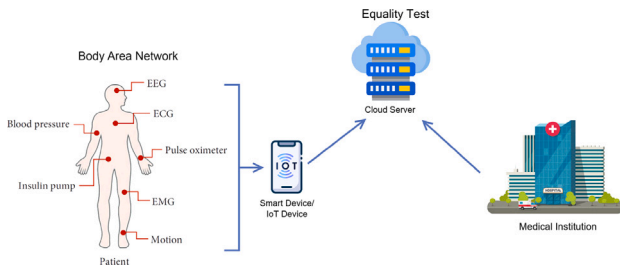 Equality Test
Body Area Network
EEG
ECG
Blood pressure
Pulse oximeter
Insulin pump
EMG
Motion
Patient
IOT
Smart Device/
IoT Device
Cloud Server
HOSPITAL
Medical Institution